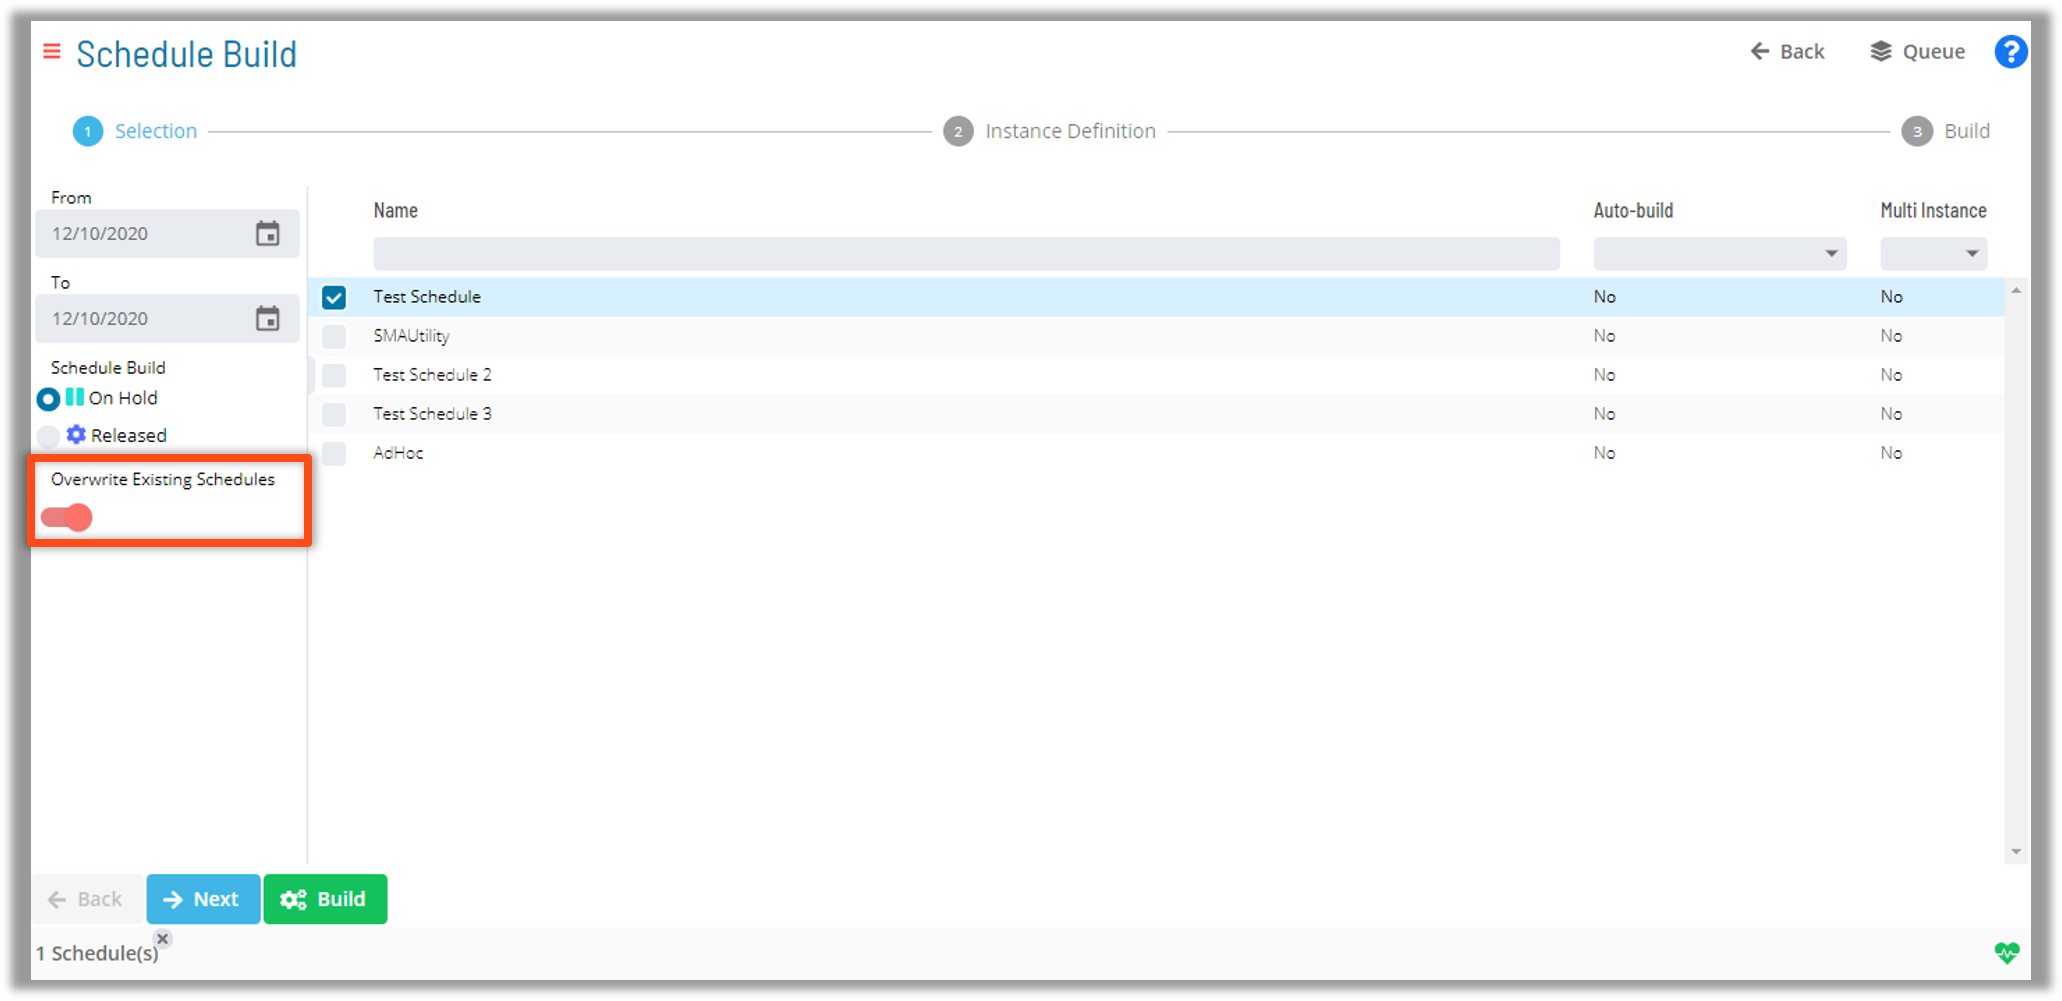 Schedule Build
Back
Queue
?
1 Selection
2 Instance Definition
3 Build
From
12/10/2020
To
12/10/2020
Schedule Build
On Hold
Released
Overwrite Existing Schedules
Name Auto-build Multi Instance
Test Schedule No No
SMAUtility No No
Test Schedule 2 No No
Test Schedule 3 No No
AdHoc No No
Back
Next
Build
1 Schedule(s)